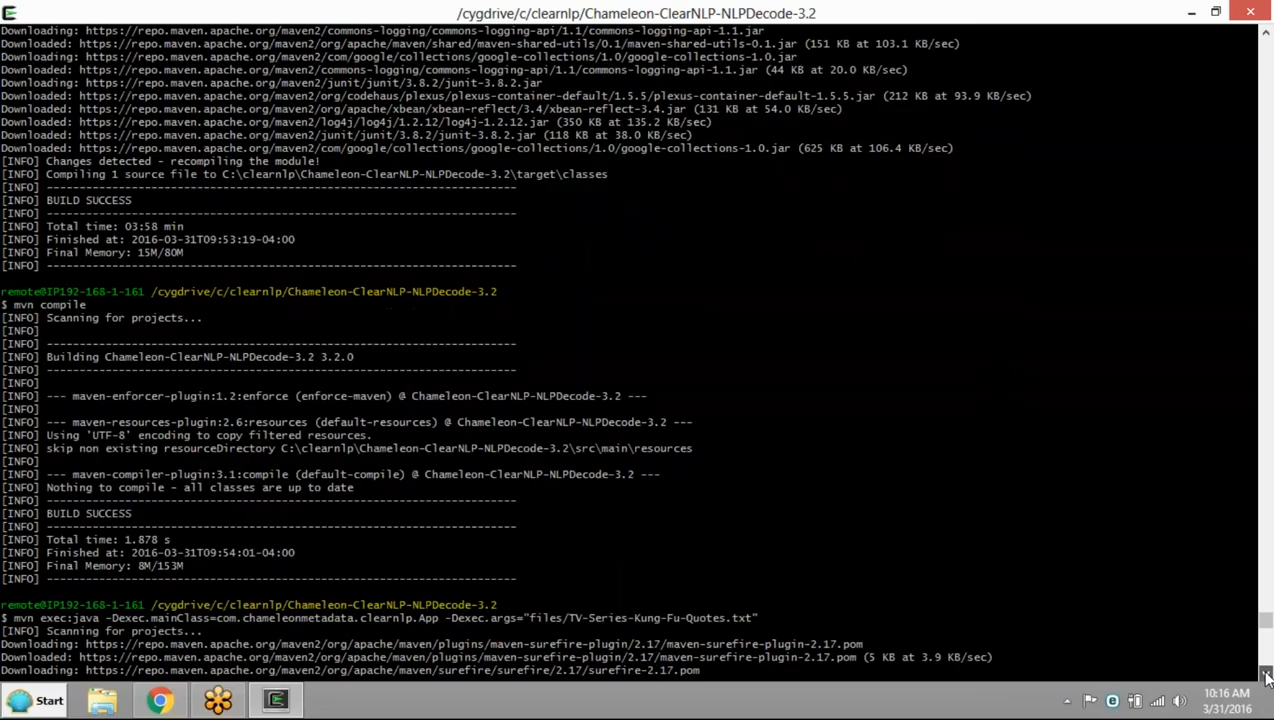 /cygdrive/c/clearnlp/Chameleon-ClearNLP-NLPDecode-3.2
Downloading: https://repo.maven.apache.org/maven2/commons-logging/commons-logging-api/1.1/commons-logging-api-1.1.jar
Downloaded: https://repo.maven.apache.org/maven2/org/apache/maven/shared/maven-shared-utils/0.1/maven-shared-utils-0.1.jar (151 KB at 103.1 KB/sec)
Downloading: https://repo.maven.apache.org/maven2/com/google/collections/google-collections/1.0/google-collections-1.0.jar
Downloaded: https://repo.maven.apache.org/maven2/commons-logging/commons-logging-api/1.1/commons-logging-api-1.1.jar (44 KB at 20.0 KB/sec)
Downloading: https://repo.maven.apache.org/maven2/junit/junit/3.8.2/junit-3.8.2.jar
Downloaded: https://repo.maven.apache.org/maven2/org/codehaus/plexus/plexus-container-default/1.5.5/plexus-container-default-1.5.5.jar (212 KB at 93.9 KB/sec)
Downloaded: https://repo.maven.apache.org/maven2/org/apache/xbean/xbean-reflect/3.4/xbean-reflect-3.4.jar (131 KB at 54.0 KB/sec)
Downloaded: https://repo.maven.apache.org/maven2/log4j/log4j/1.2.12/log4j-1.2.12.jar (350 KB at 135.2 KB/sec)
Downloaded: https://repo.maven.apache.org/maven2/junit/junit/3.8.2/junit-3.8.2.jar (118 KB at 38.0 KB/sec)
Downloaded: https://repo.maven.apache.org/maven2/com/google/collections/google-collections/1.0/google-collections-1.0.jar (625 KB at 106.4 KB/sec)
[INFO] Changes detected - recompiling the module!
[INFO] Compiling 1 source file to C:\clearnlp\Chameleon-ClearNLP-NLPDecode-3.2\target\classes
[INFO] ------------------------------------------------------------------------
[INFO] BUILD SUCCESS
[INFO] ------------------------------------------------------------------------
[INFO] Total time: 03:58 min
[INFO] Finished at: 2016-03-31T09:53:19-04:00
[INFO] Final Memory: 15M/80M
[INFO] ------------------------------------------------------------------------
remote@IP192-168-1-161 /cygdrive/c/clearnlp/Chameleon-ClearNLP-NLPDecode-3.2
$ mvn compile
[INFO] Scanning for projects...
[INFO]
[INFO] ------------------------------------------------------------------------
[INFO] Building Chameleon-ClearNLP-NLPDecode-3.2 3.2.0
[INFO] ------------------------------------------------------------------------
[INFO]
[INFO] --- maven-enforcer-plugin:1.2:enforce (enforce-maven) @ Chameleon-ClearNLP-NLPDecode-3.2 ---
[INFO]
[INFO] --- maven-resources-plugin:2.6:resources (default-resources) @ Chameleon-ClearNLP-NLPDecode-3.2 ---
[INFO] Using 'UTF-8' encoding to copy filtered resources.
[INFO] skip non existing resourceDirectory C:\clearnlp\Chameleon-ClearNLP-NLPDecode-3.2\src\main\resources
[INFO]
[INFO] --- maven-compiler-plugin:3.1:compile (default-compile) @ Chameleon-ClearNLP-NLPDecode-3.2 ---
[INFO] Nothing to compile - all classes are up to date
[INFO] ------------------------------------------------------------------------
[INFO] BUILD SUCCESS
[INFO] ------------------------------------------------------------------------
[INFO] Total time: 1.878 s
[INFO] Finished at: 2016-03-31T09:54:01-04:00
[INFO] Final Memory: 8M/153M
[INFO] ------------------------------------------------------------------------
remote@IP192-168-1-161 /cygdrive/c/clearnlp/Chameleon-ClearNLP-NLPDecode-3.2
$ mvn exec:java -Dexec.mainClass=com.chameleonmetadata.clearnlp.App -Dexec.args="files/TV-Series-Kung-Fu-Quotes.txt"
[INFO] Scanning for projects...
Downloading: https://repo.maven.apache.org/maven2/org/apache/maven/plugins/maven-surefire-plugin/2.17/maven-surefire-plugin-2.17.pom
Downloaded: https://repo.maven.apache.org/maven2/org/apache/maven/plugins/maven-surefire-plugin/2.17/maven-surefire-plugin-2.17.pom (5 KB at 3.9 KB/sec)
Downloading: https://repo.maven.apache.org/maven2/org/apache/maven/surefire/surefire/2.17/surefire-2.17.pom
Start
10:16 AM
3/31/2016